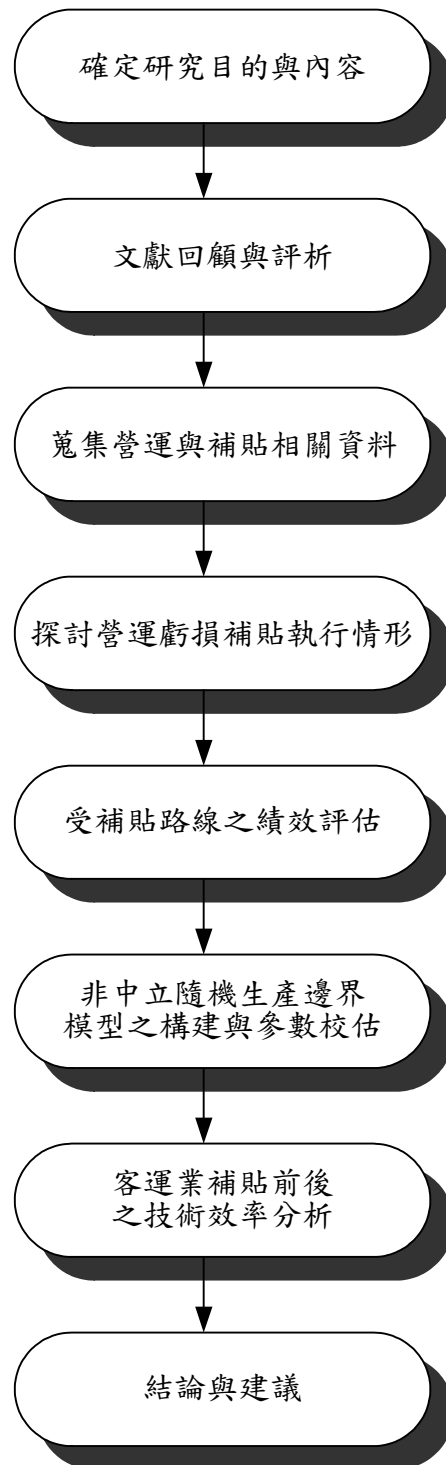 確定研究目的與內容
文獻回顧與評析
蒐集營運與補貼相關資料
探討營運虧損補貼執行情形
受補貼路線之績效評估
非中立隨機生產邊界
模型之構建與參數校估
客運業補貼前後
之技術效率分析
結論與建議